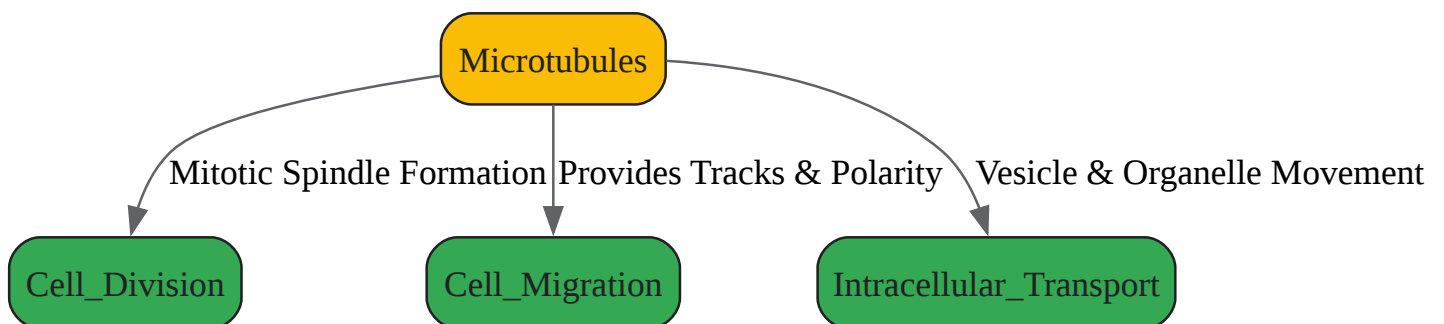 Microtubules
Mitotic Spindle Formation
Provides Tracks & Polarity
Vesicle & Organelle Movement
Cell_Division
Cell_Migration
Intracellular_Transport